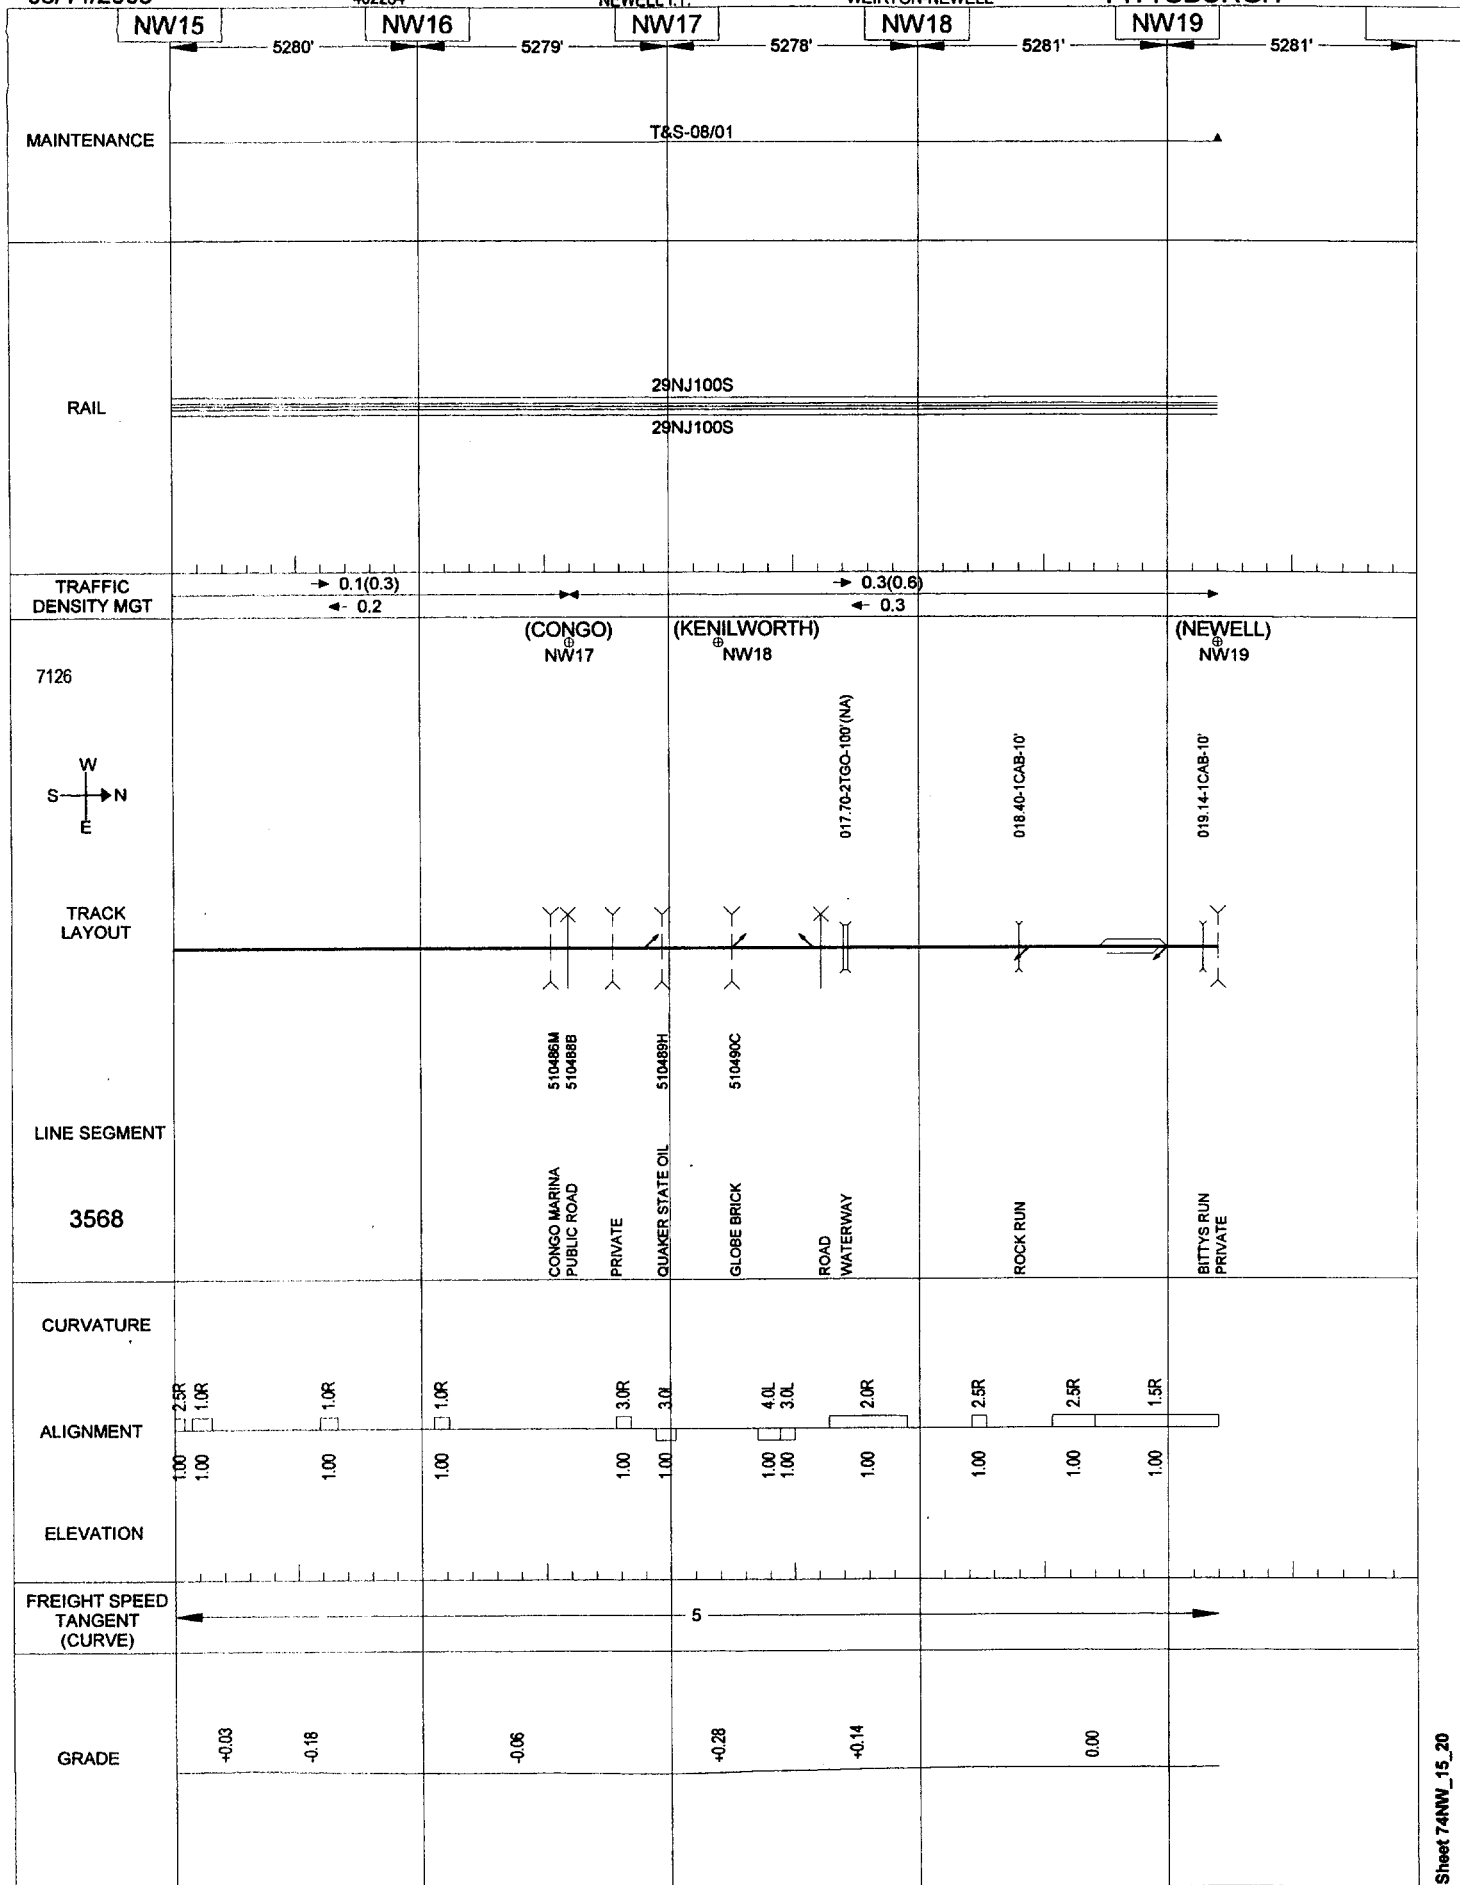 NEWELL I.T.
WEIRTON-NEWELL
PITTSBURGH
NW15
NW16
NW17
NW18
NW19
5280'
5279'
5278'
5281'
5281'
MAINTENANCE
T&S-08/01
RAIL
29NJ100S
29NJ100S
TRAFFIC
DENSITY MGT
0.1(0.3)
0.2
0.3(0.6)
0.3
(CONGO)
NW17
(KENILWORTH)
NW18
(NEWELL)
NW19
7126
W
S
N
E
017.70-2TGO-100'(NA)
018.40-1CAB-10'
019.14-1CAB-10'
TRACK
LAYOUT
510486M
510488B
510489H
510490C
LINE SEGMENT
3568
CONGO MARINA
PUBLIC ROAD
PRIVATE
QUAKER STATE OIL
GLOBE BRICK
ROAD
WATERWAY
ROCK RUN
BITTYS RUN
PRIVATE
CURVATURE
2.5R
1.0R
1.0R
1.0R
3.0R
3.0L
4.0L
3.0L
2.0R
2.5R
2.5R
1.5R
ALIGNMENT
1.00
1.00
1.00
1.00
1.00
1.00
1.00
1.00
1.00
1.00
1.00
1.00
ELEVATION
FREIGHT SPEED
TANGENT
(CURVE)
5
GRADE
+0.03
-0.18
-0.06
+0.28
+0.14
0.00
Sheet 74NW_15_20